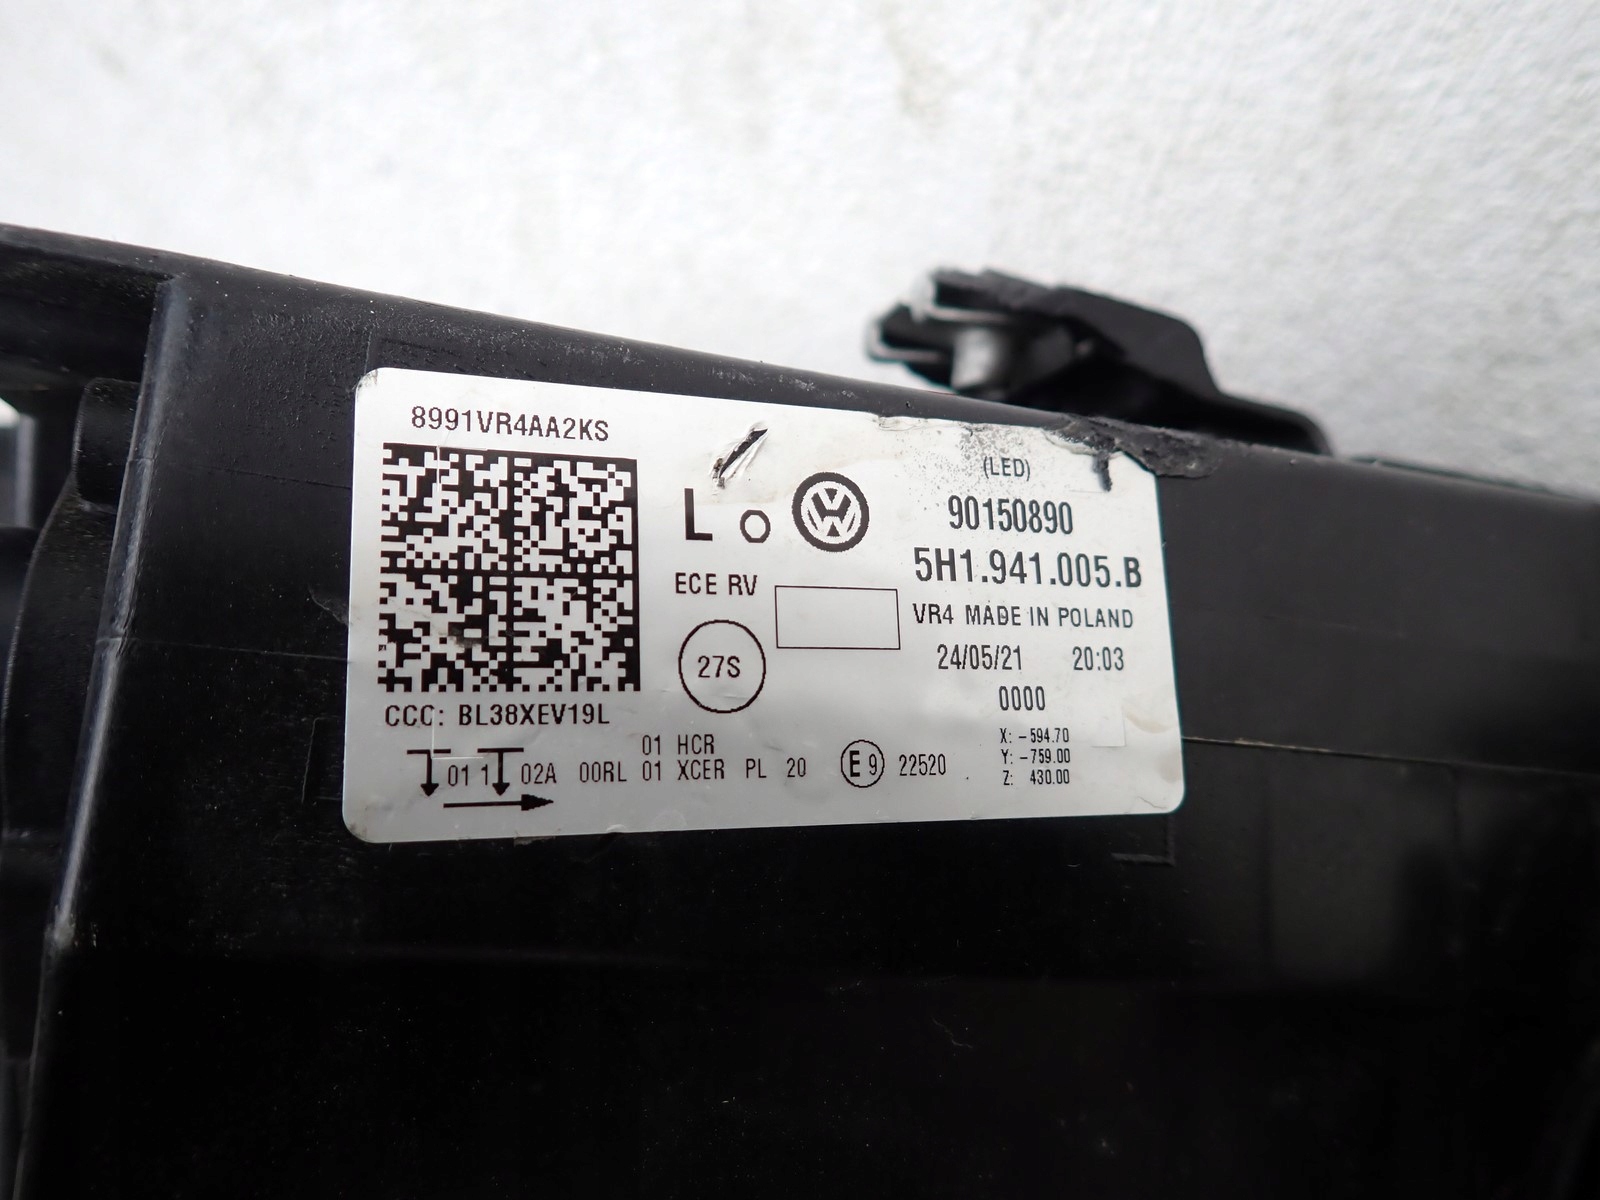 8991VR4AA2KS
(LED)
90150890
L
5H1.941.005.B
ECE RV
VR4 MADE IN POLAND
27S
24/05/21 20:03
0000
CCC: BL38XEV19L
X: -594.70
Y: -759.00
Z: 430.00
01 HCR
01 1 02A 00RL 01 XCER PL 20 E9 22520